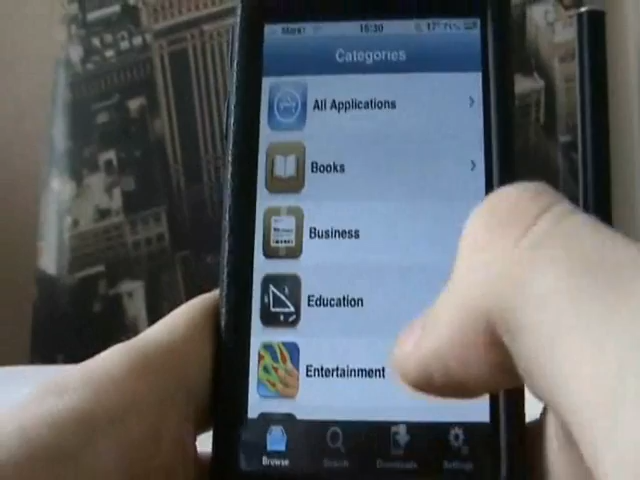 16:30
Categories
All Applications
Books
Business
Education
Entertainment
Browse
Search
Downloads
Settings